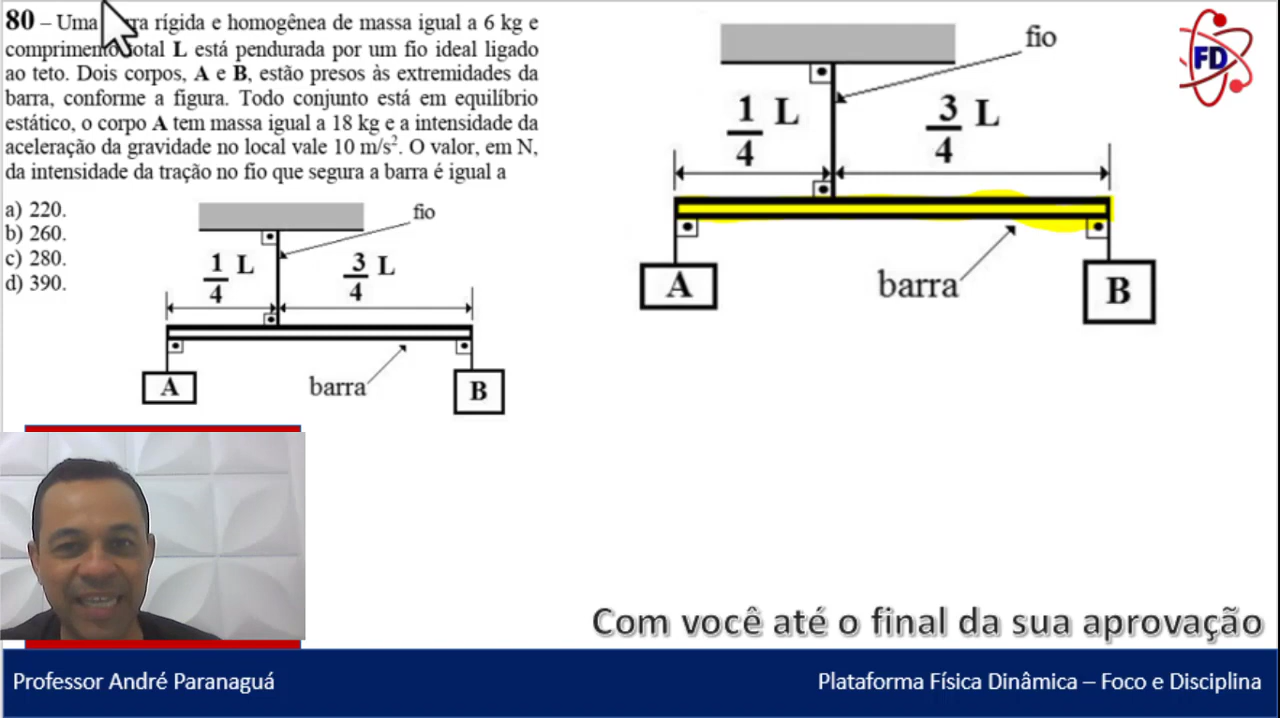 80 – Uma rígida e homogênea de massa igual a 6 kg e
comprimento total L está pendurada por um fio ideal ligado
ao teto. Dois corpos, A e B, estão presos às extremidades da
barra, conforme a figura. Todo conjunto está em equilíbrio
estático, o corpo A tem massa igual a 18 kg e a intensidade da
aceleração da gravidade no local vale 10 m/s². O valor, em N,
da intensidade da tração no fio que segura a barra é igual a
a) 220.
b) 260.
c) 280.
d) 390.
fio
1/4 L
3/4 L
barra
A
B
fio
1/4 L
3/4 L
barra
A
B
FD
Com você até o final da sua aprovação
Professor André Paranaguá
Plataforma Física Dinâmica – Foco e Disciplina